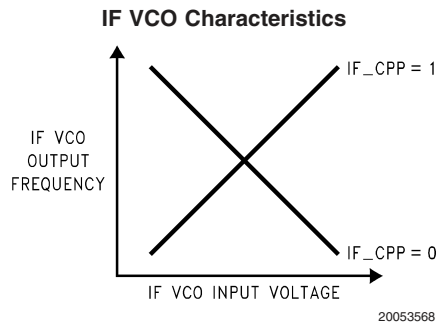 IF VCO Characteristics
IF_CPP = 1
IF VCO
OUTPUT
FREQUENCY
IF_CPP = 0
IF VCO INPUT VOLTAGE
20053568